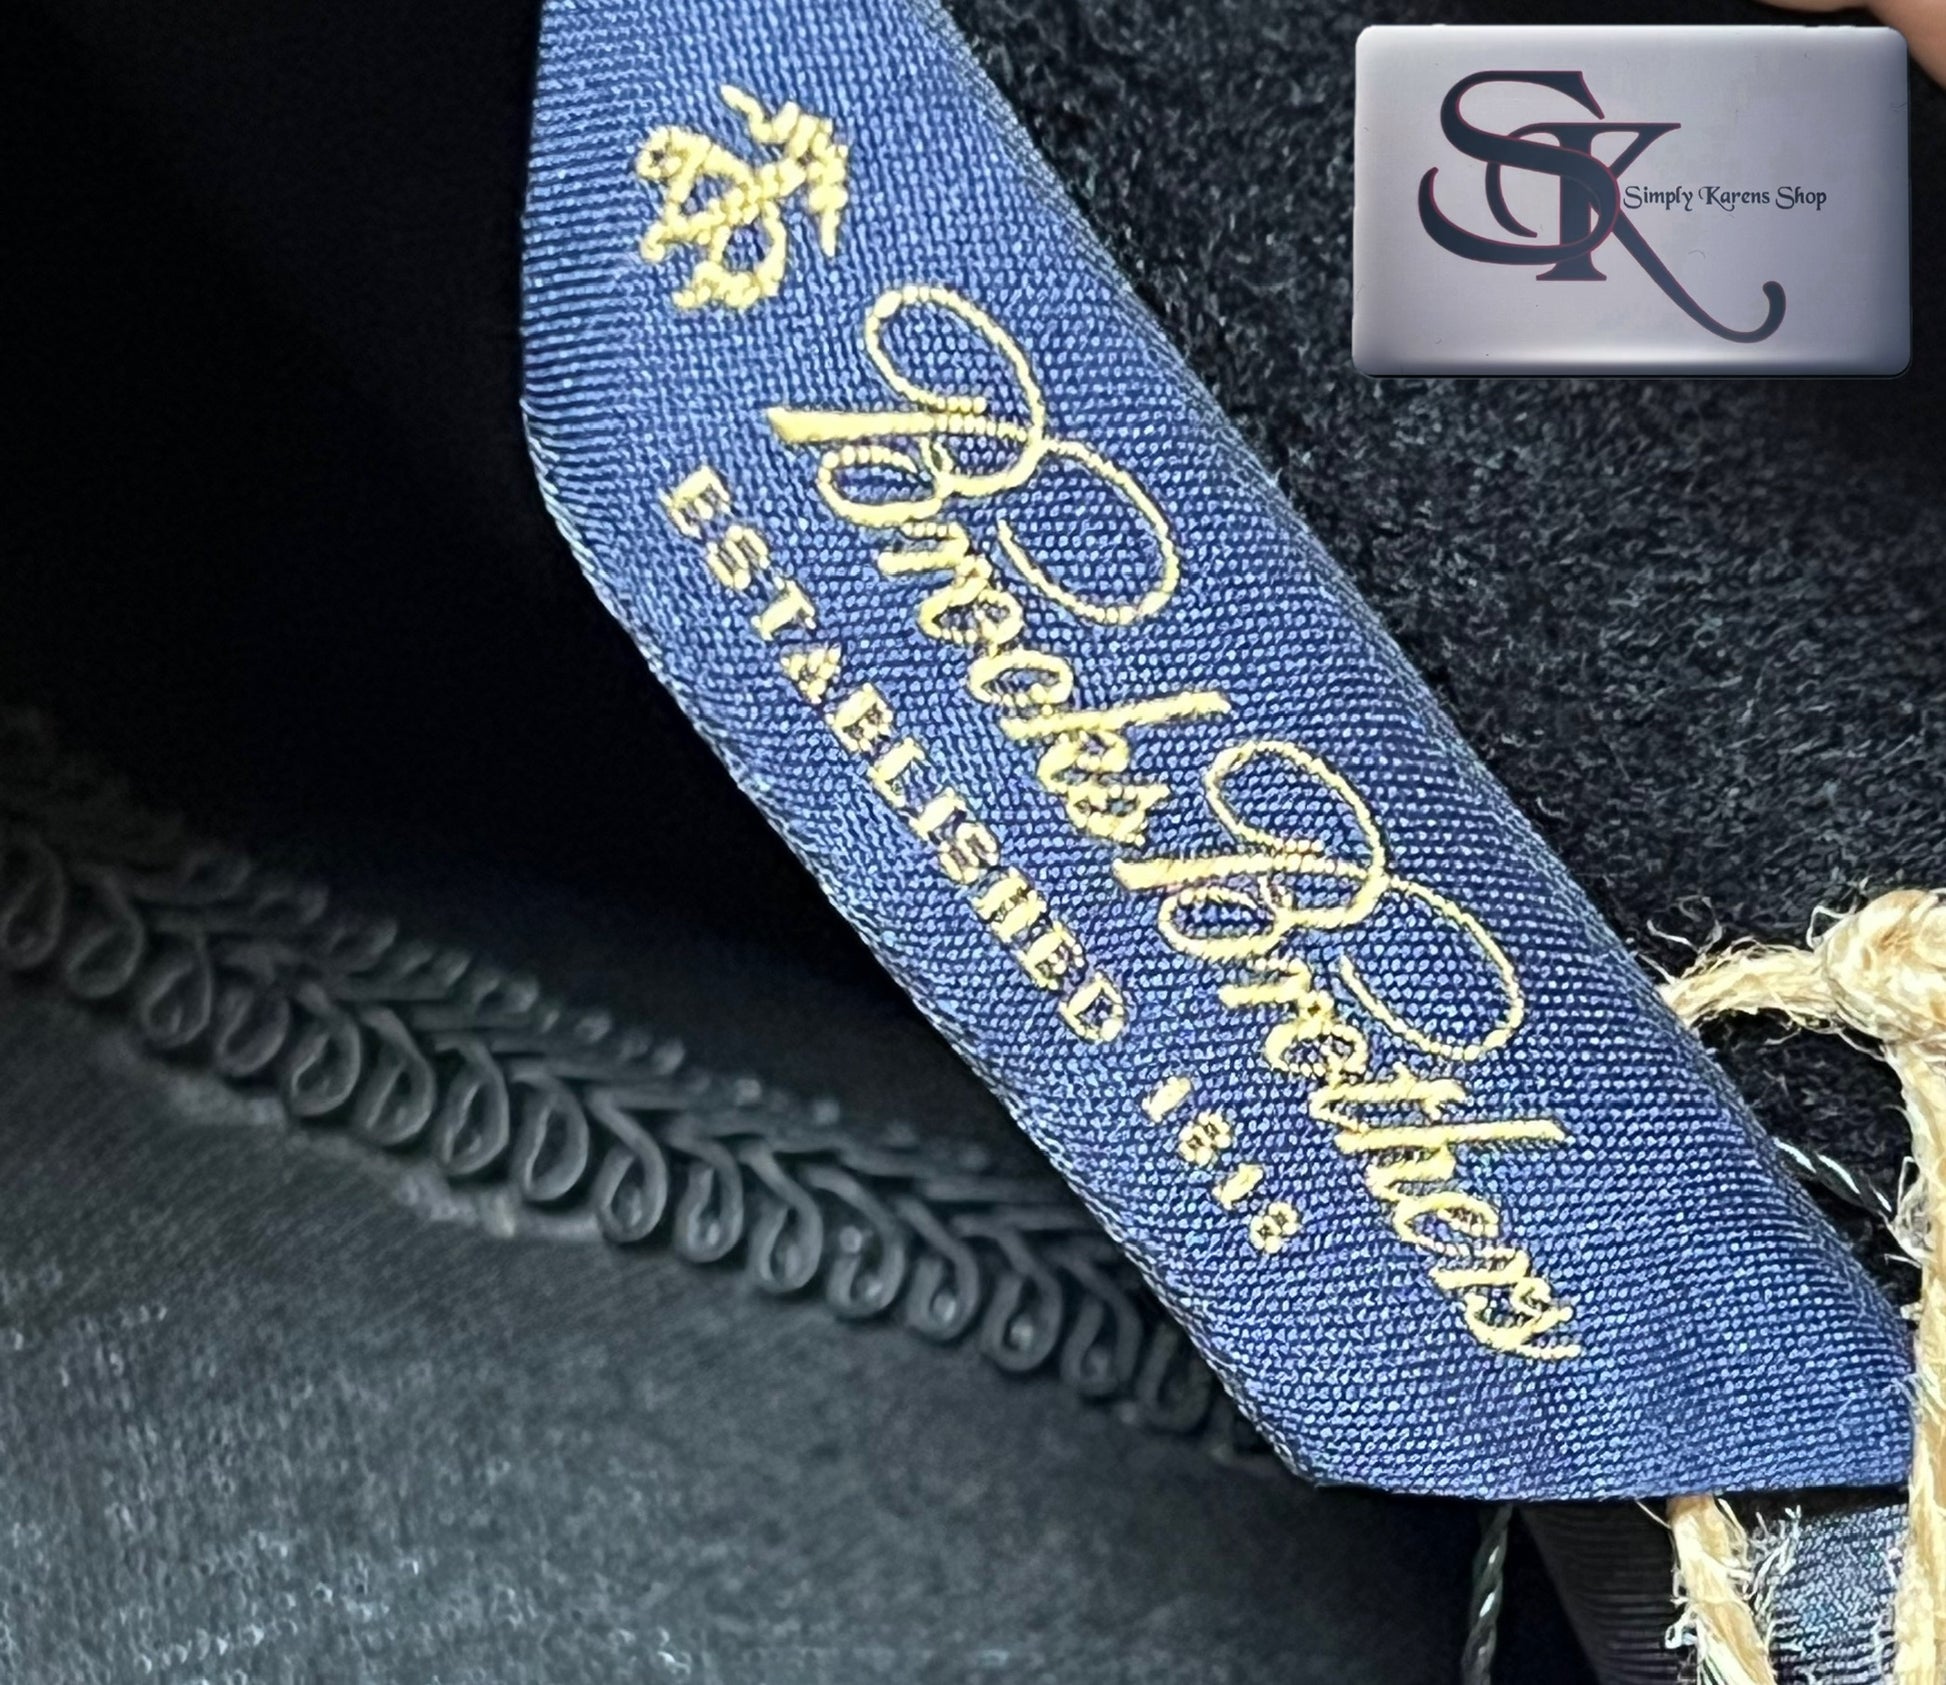 Brooks Brothers
ESTABLISHED 1818
SK
Simply Karens Shop